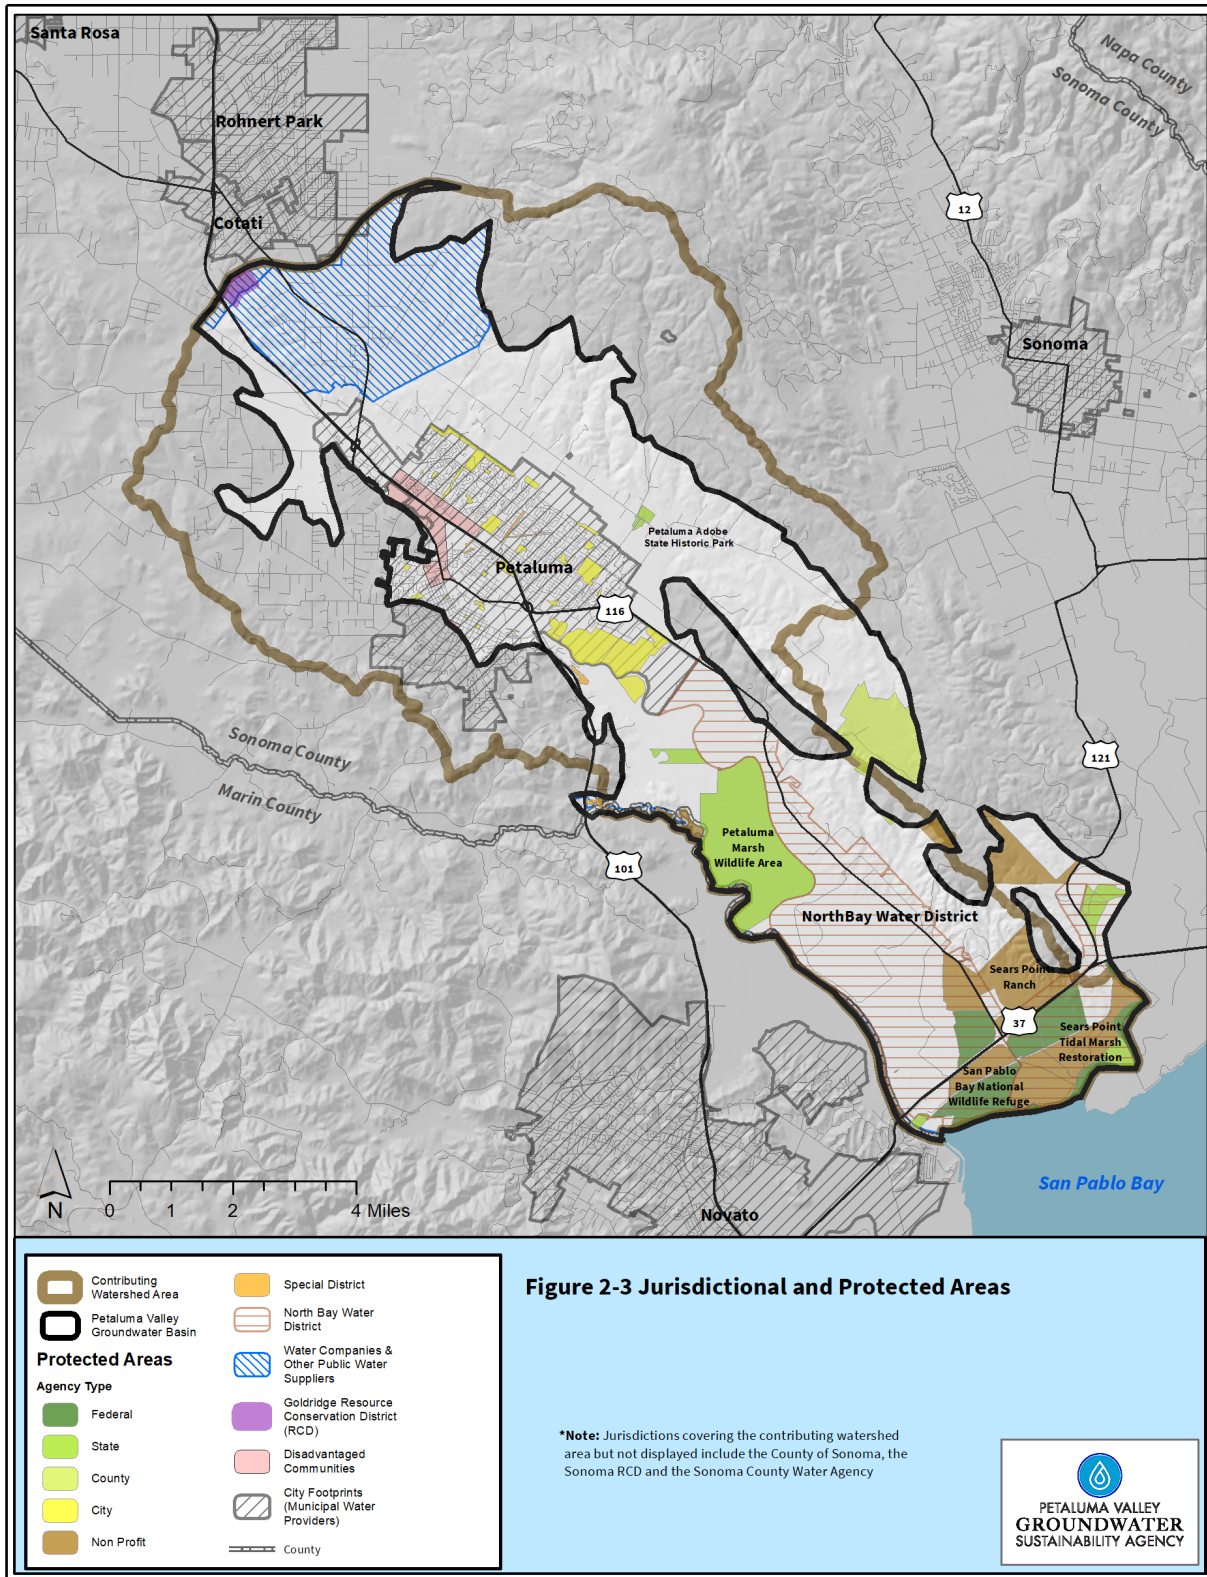 Santa Rosa
Napa County
Sonoma County
Rohnert Park
12
Cotati
Sonoma
Petaluma Adobe
State Historic Park
Petaluma
116
Sonoma County
Marin County
121
Petaluma
Marsh
Wildlife Area
101
NorthBay Water District
Sears Point
Ranch
37
Sears Point
Tidal Marsh
Restoration
San Pablo
Bay National
Wildlife Refuge
San Pablo Bay
N
0 1 2 4 Miles
Novato
Figure 2-3 Jurisdictional and Protected Areas
Contributing
Watershed Area
Petaluma Valley
Groundwater Basin
Protected Areas
Agency Type
Federal
State
County
City
Non Profit
Special District
North Bay Water
District
Water Companies &
Other Public Water
Suppliers
Goldridge Resource
Conservation District
(RCD)
Disadvantaged
Communities
City Footprints
(Municipal Water
Providers)
County
*Note: Jurisdictions covering the contributing watershed
area but not displayed include the County of Sonoma, the
Sonoma RCD and the Sonoma County Water Agency
PETALUMA VALLEY
GROUNDWATER
SUSTAINABILITY AGENCY